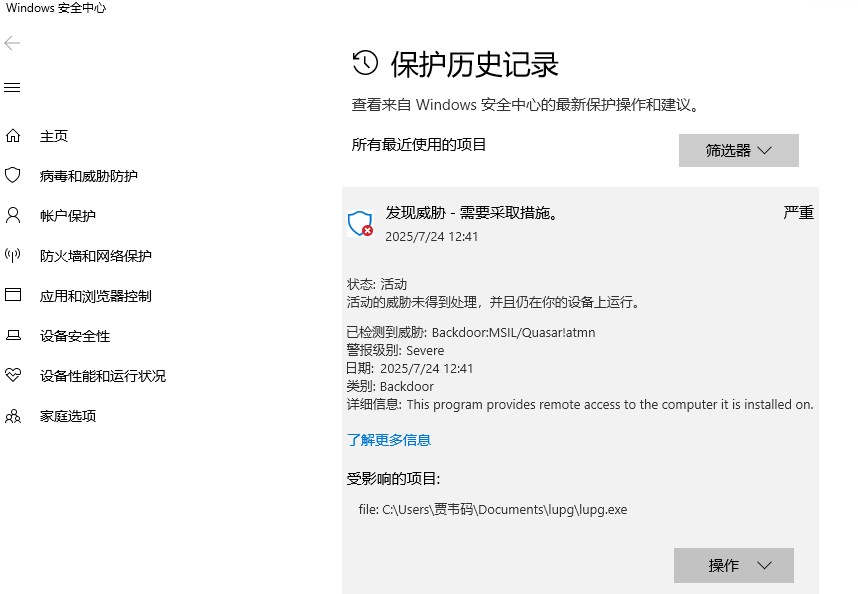 Windows 安全中心
保护历史记录
查看来自 Windows 安全中心的最新保护操作和建议。
所有最近使用的项目
筛选器
主页
病毒和威胁防护
帐户保护
防火墙和网络保护
应用和浏览器控制
设备安全性
设备性能和运行状况
家庭选项
发现威胁 - 需要采取措施。
严重
2025/7/24 12:41
状态: 活动
活动的威胁未得到处理，并且仍在你的设备上运行。
已检测到威胁: Backdoor:MSIL/Quasar!atmn
警报级别: Severe
日期: 2025/7/24 12:41
类别: Backdoor
详细信息: This program provides remote access to the computer it is installed on.
了解更多信息
受影响的项目:
file: C:\Users\贾韦码\Documents\lupg\lupg.exe
操作